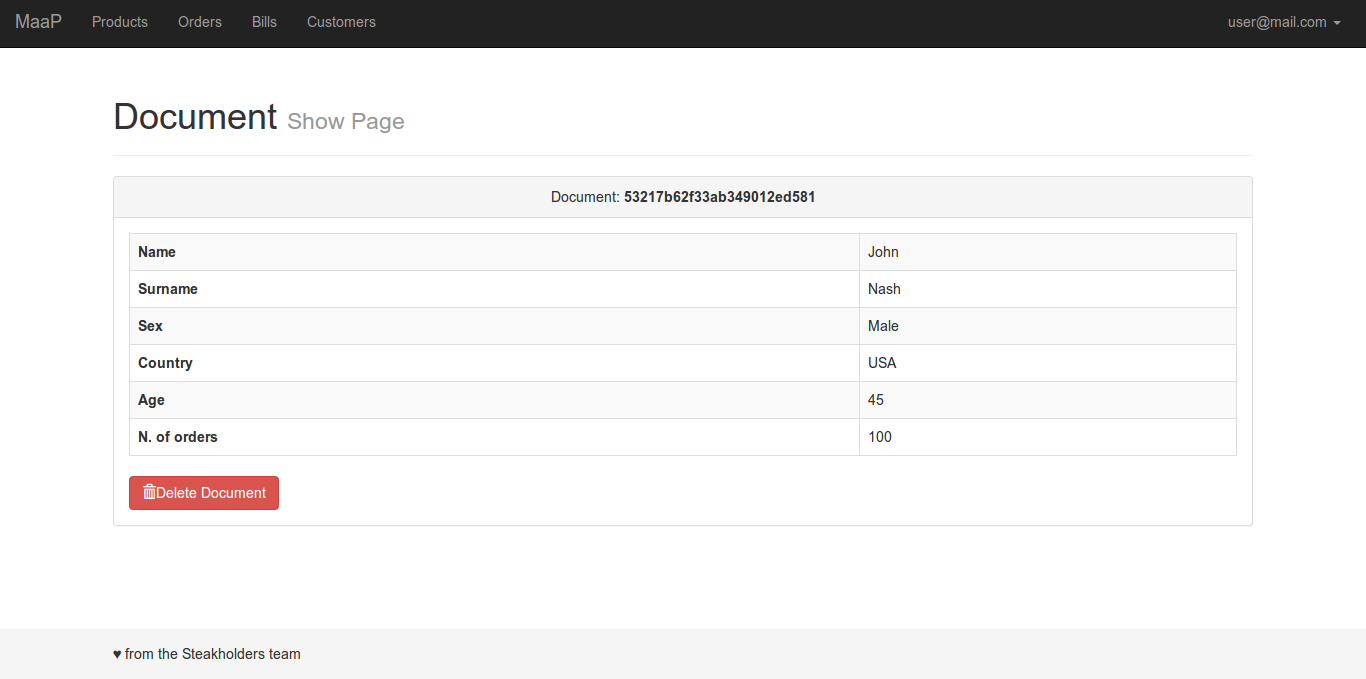 MaaP Products Orders Bills Customers user@mail.com
Document Show Page
Document: 53217b62f33ab349012ed581
Name John
Surname Nash
Sex Male
Country USA
Age 45
N. of orders 100
Delete Document
♥ from the Steakholders team